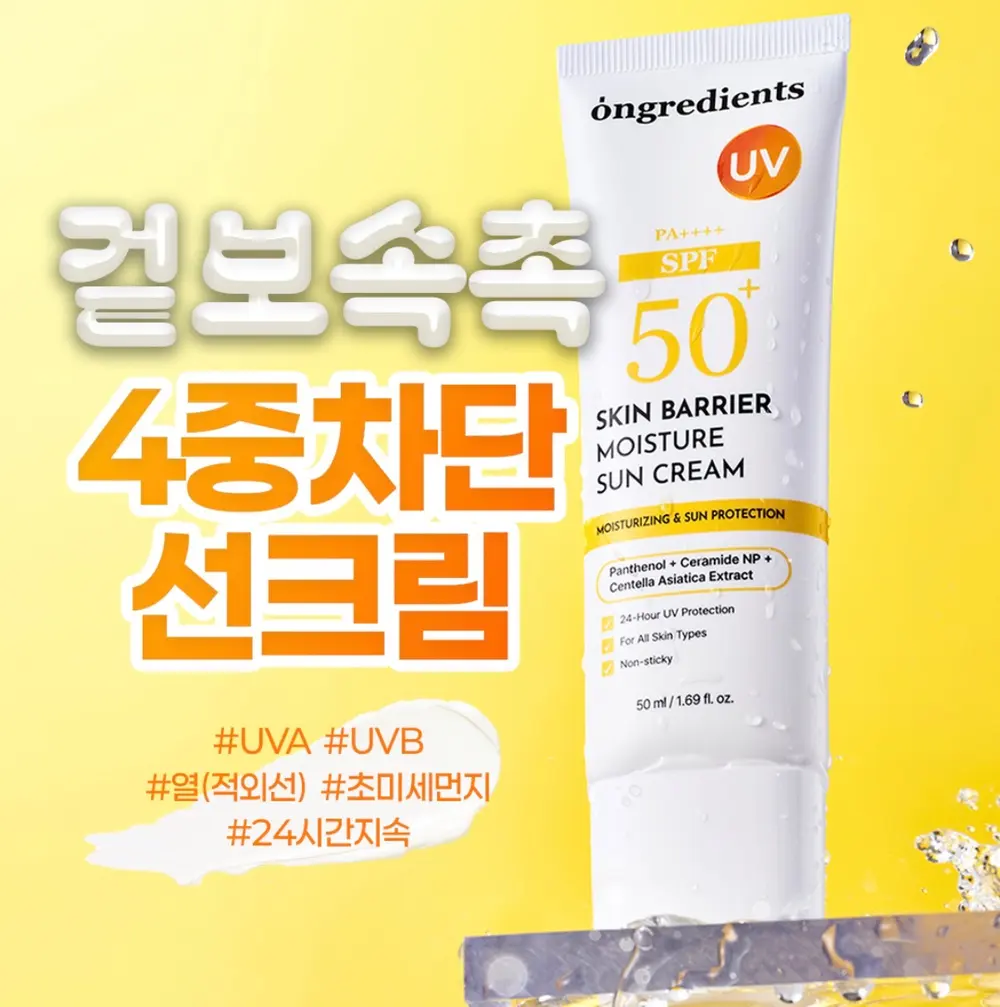 ongredients
UV
PA++++
SPF
50+
겉보속촉
4중차단
선크림
SKIN BARRIER
MOISTURE
SUN CREAM
MOISTURIZING & SUN PROTECTION
Panthenol + Ceramide NP +
Centella Asiatica Extract
24-Hour UV Protection
For All Skin Types
Non-sticky
50 ml / 1.69 fl. oz.
#UVA #UVB
#열(적외선) #초미세먼지
#24시간지속